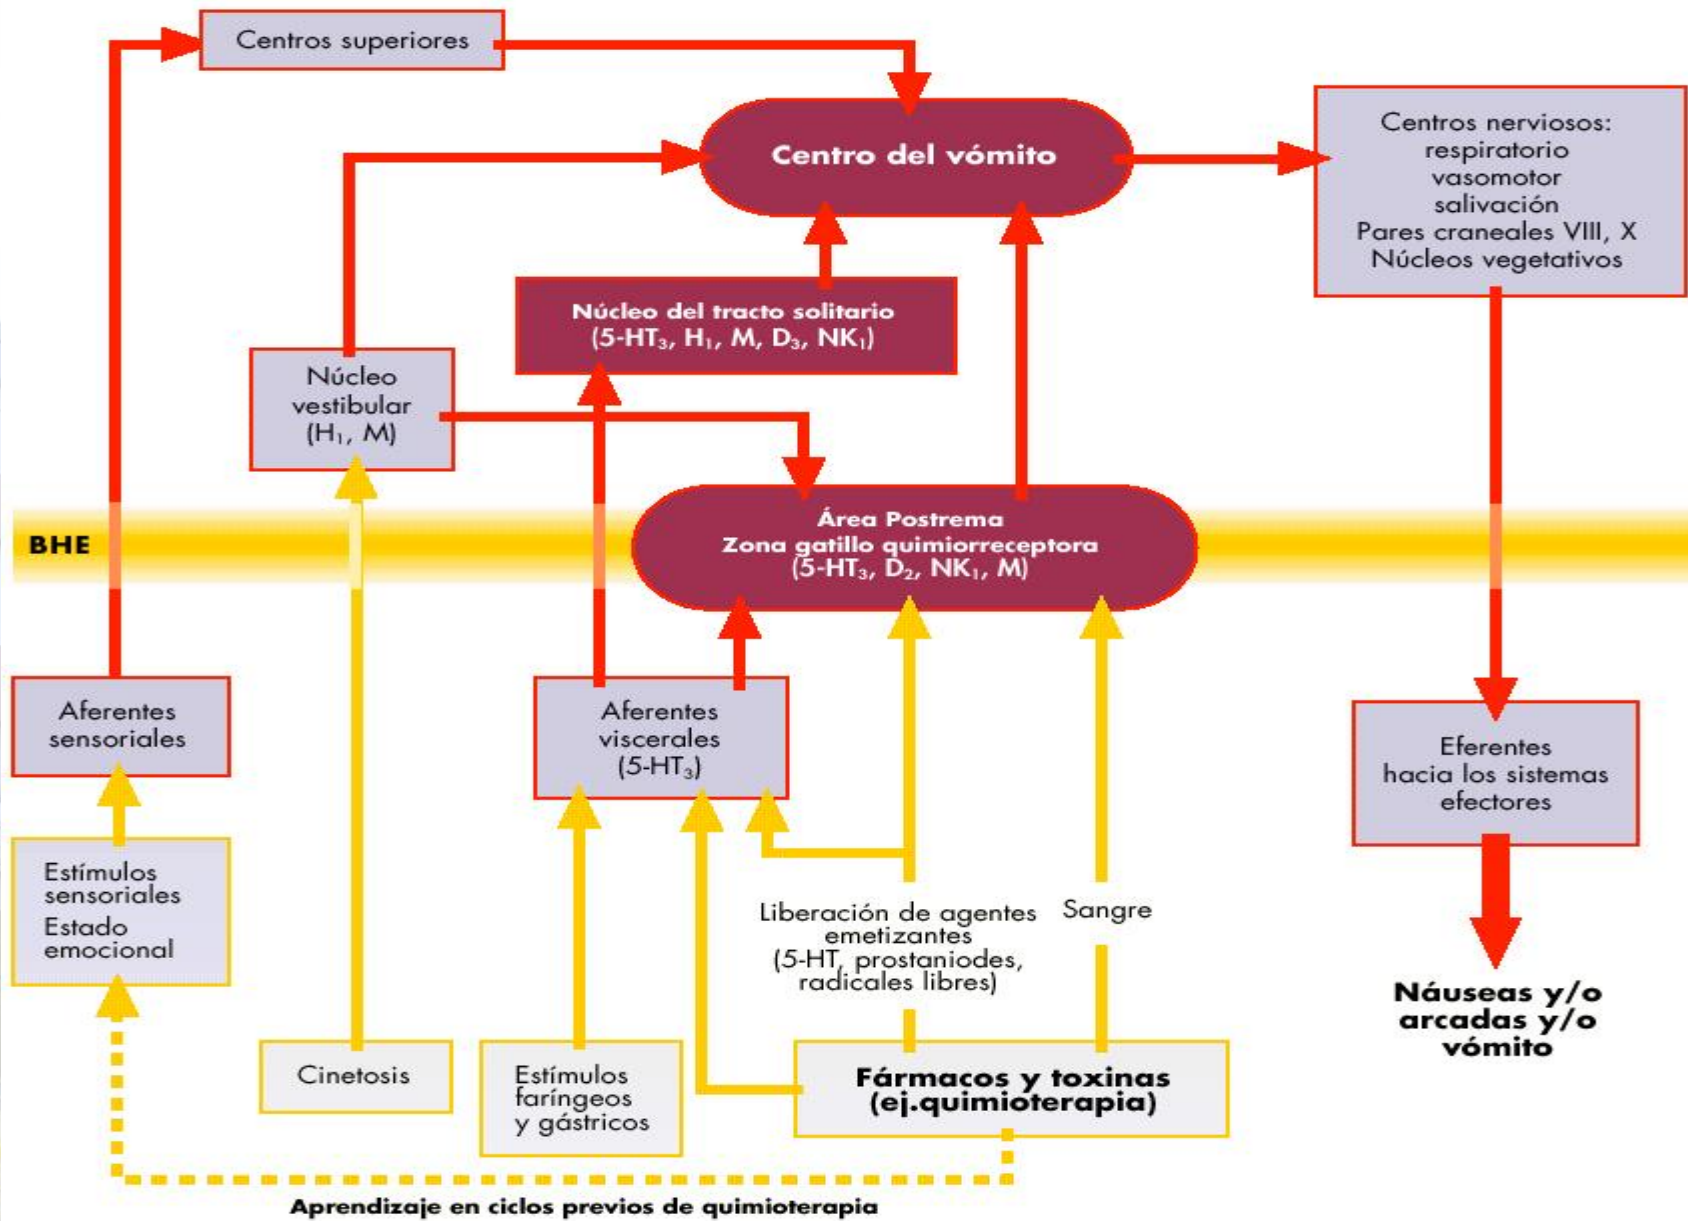 Centros superiores
Centro del vómito
Centros nerviosos:
respiratorio
vasomotor
salivación
Pares craneales VIII, X
Núcleos vegetativos
Núcleo del tracto solitario
(5-HT₃, H₁, M, D₃, NK₁)
Núcleo
vestibular
(H₁, M)
BHE
Área Postrema
Zona gatillo quimiorreceptora
(5-HT₃, D₂, NK₁, M)
Aferentes
sensoriales
Aferentes
viscerales
(5-HT₃)
Eferentes
hacia los sistemas
efectores
Estímulos
sensoriales
Estado
emocional
Liberación de agentes
emetizantes
(5-HT, prostaniodes,
radicales libres)
Sangre
Náuseas y/o
arcadas y/o
vómito
Cinetosis
Estímulos
faríngeos
y gástricos
Fármacos y toxinas
(ej.quimioterapia)
Aprendizaje en ciclos previos de quimioterapia